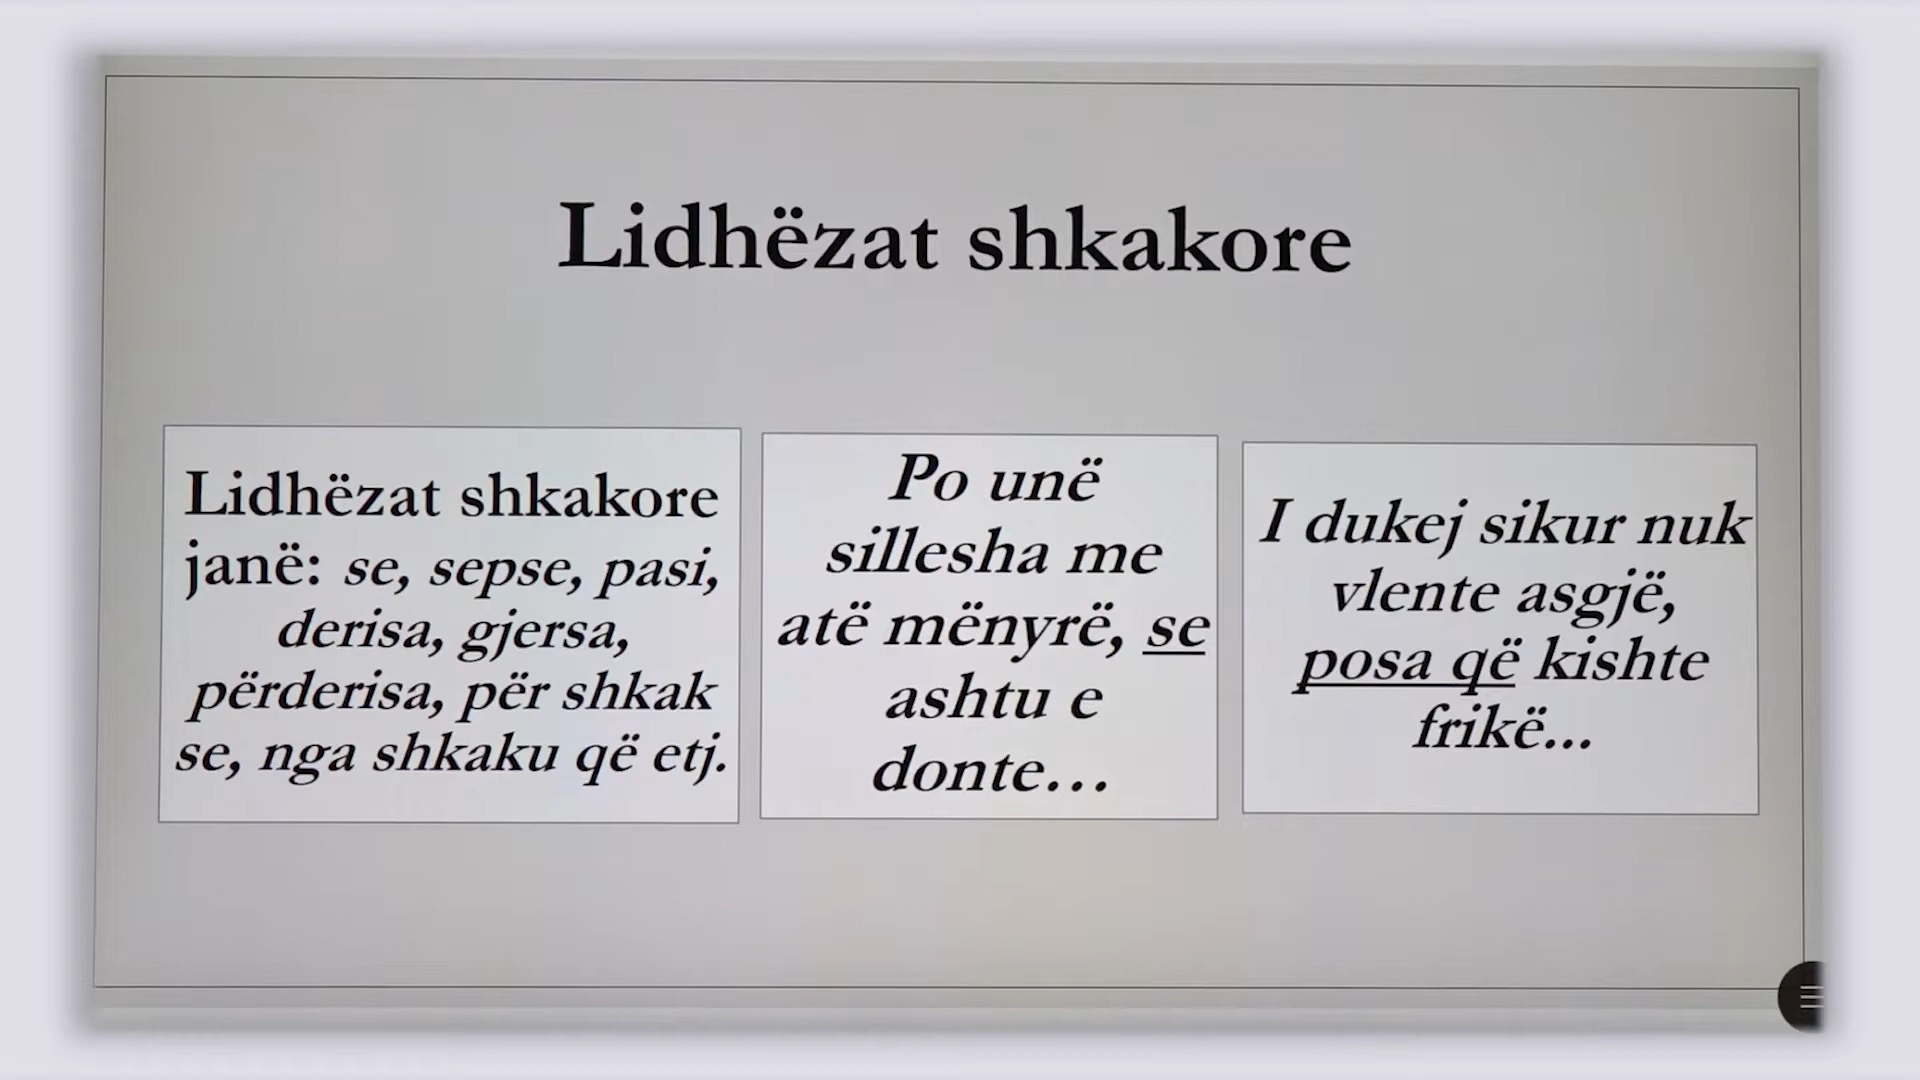 Lidhëzat shkakore
Lidhëzat shkakore
janë: se, sepse, pasi,
derisa, gjersa,
përderisa, për shkak
se, nga shkaku që etj.
Po unë
sillesha me
atë mënyrë, se
ashtu e
donte...
I dukej sikur nuk
vlente asgjë,
posa që kishte
frikë...